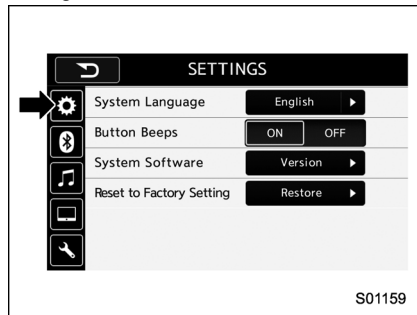 SETTINGS
System Language English
Button Beeps ON OFF
System Software Version
Reset to Factory Setting Restore
S01159